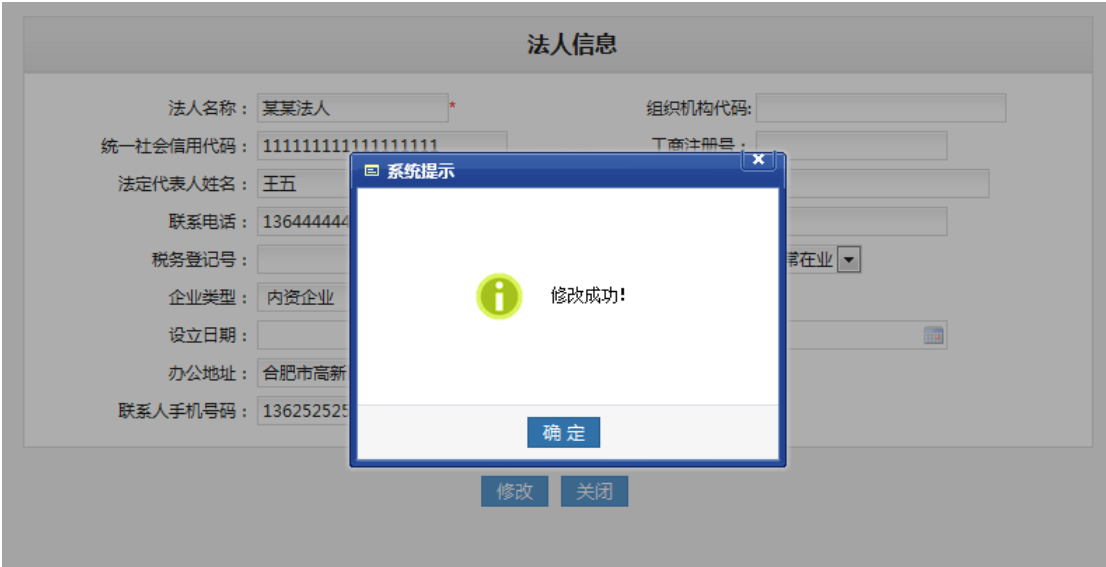 法人信息
法人名称： 某某法人 * 组织机构代码:
统一社会信用代码： 111111111111111111 工商注册号：
系统提示
法定代表人姓名： 王五
联系电话： 136444444
税务登记号： 常在业
企业类型： 内资企业
修改成功!
设立日期：
办公地址： 合肥市高新
联系人手机号码： 136252525
确 定
修改 关闭